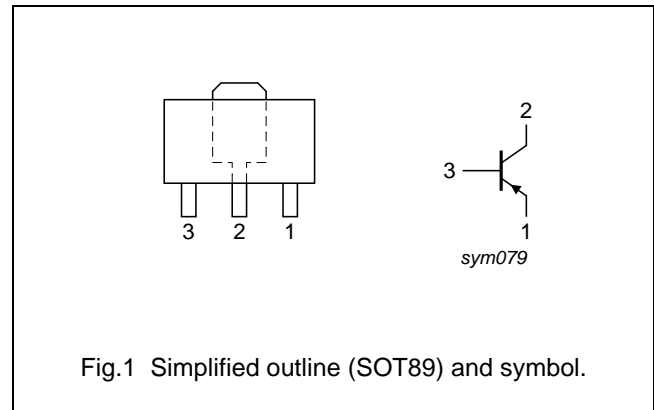 2
3
1
3 2 1
sym079
Fig.1 Simplified outline (SOT89) and symbol.